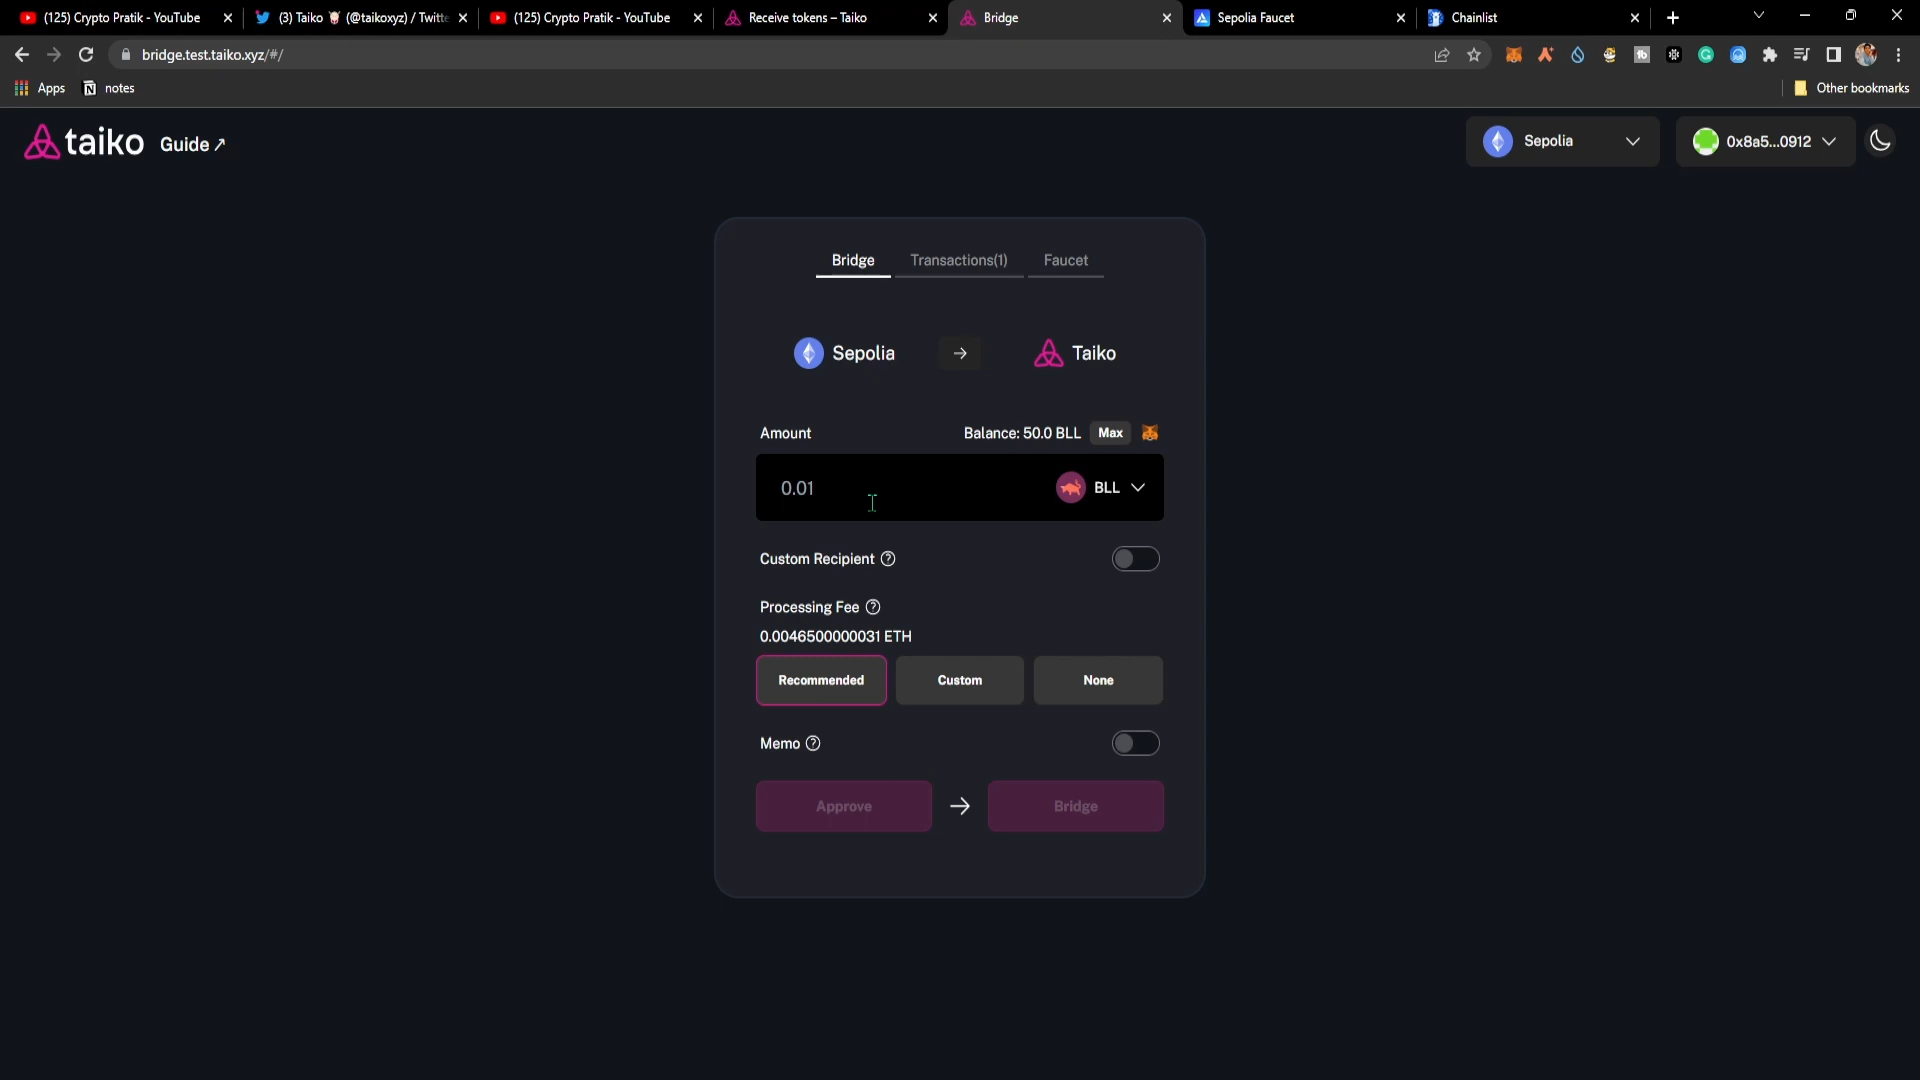 (125) Crypto Pratik - YouTube
(3) Taiko (@taikoxyz) / Twitte
(125) Crypto Pratik - YouTube
Receive tokens – Taiko
Bridge
Sepolia Faucet
Chainlist
bridge.test.taiko.xyz/#/
Apps
notes
Other bookmarks
taiko
Guide ↗
Sepolia
0x8a5...0912
Bridge
Transactions(1)
Faucet
Sepolia
→
Taiko
Amount
Balance: 50.0 BLL
Max
0.01
BLL
Custom Recipient
Processing Fee
0.0046500000031 ETH
Recommended
Custom
None
Memo
Approve
→
Bridge